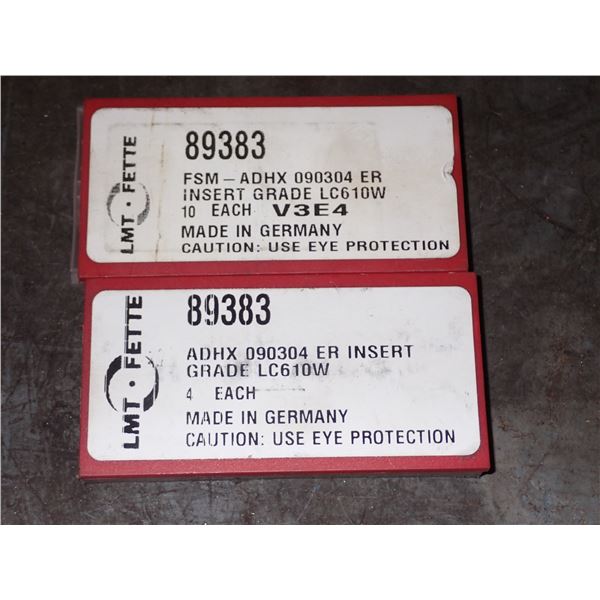 LMT · FETTE
89383
FSM – ADHX 090304 ER
INSERT GRADE LC610W
10 EACH V3E4
MADE IN GERMANY
CAUTION: USE EYE PROTECTION
LMT · FETTE
89383
ADHX 090304 ER INSERT
GRADE LC610W
4 EACH
MADE IN GERMANY
CAUTION: USE EYE PROTECTION